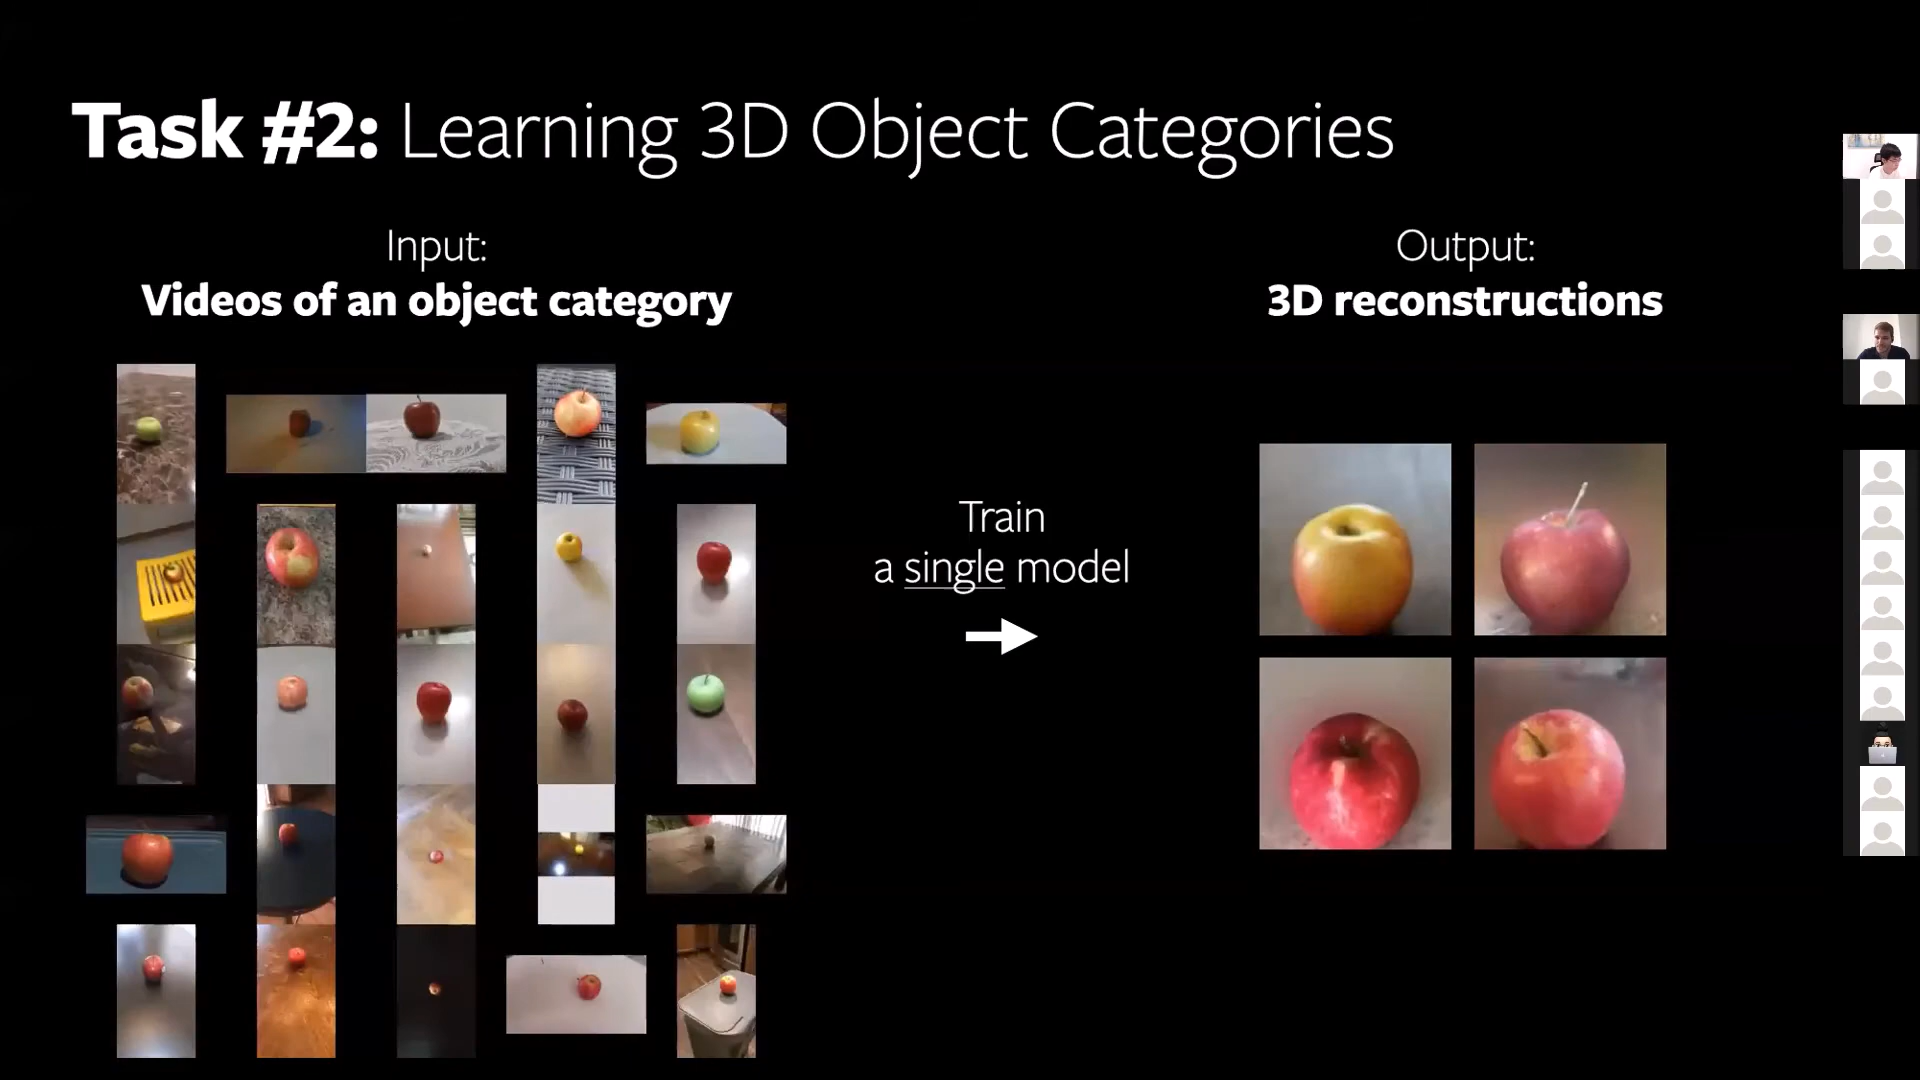 Task #2: Learning 3D Object Categories
Input:
Videos of an object category
Train
a single model
Output:
3D reconstructions